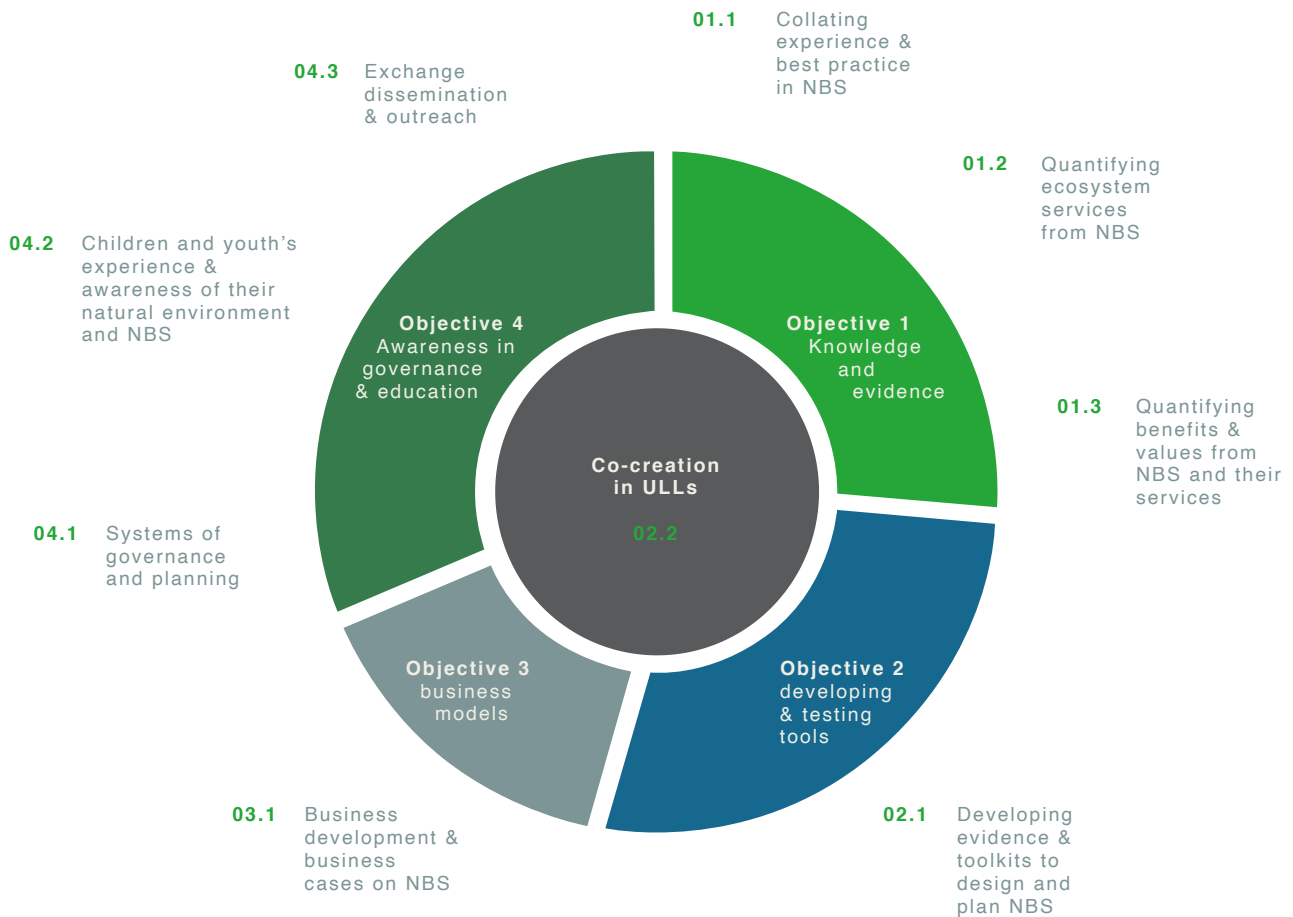 01.1 Collating
experience &
best practice
in NBS
04.3 Exchange
dissemination
& outreach
01.2 Quantifying
ecosystem
services
from NBS
04.2 Children and youth's
experience &
awareness of their
natural environment
and NBS
Objective 4
Awareness in
governance
& education
Objective 1
Knowledge
and
evidence
01.3 Quantifying
benefits &
values from
NBS and their
services
Co-creation
in ULLs
02.2
04.1 Systems of
governance
and planning
Objective 3
business
models
Objective 2
developing
& testing
tools
03.1 Business
development &
business
cases on NBS
02.1 Developing
evidence &
toolkits to
design and
plan NBS